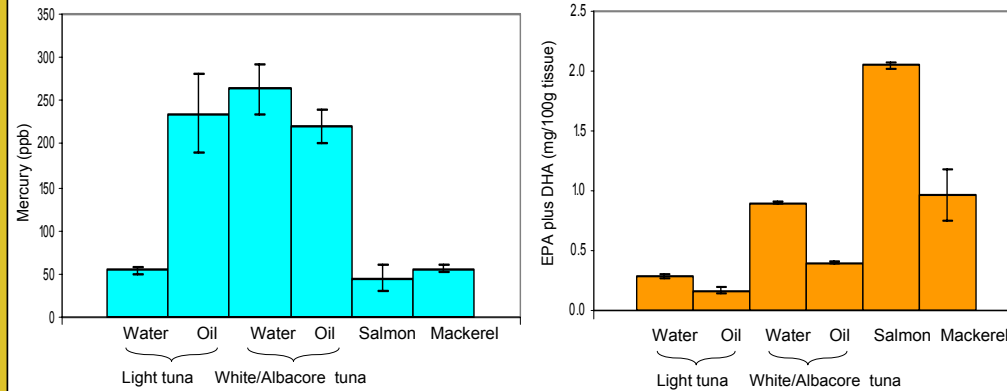 Mercury (ppb)
350
300
250
200
150
100
50
0
Water Oil Water Oil Salmon Mackerel
Light tuna White/Albacore tuna
EPA plus DHA (mg/100g tissue)
2.5
2.0
1.5
1.0
0.5
0.0
Water Oil Water Oil Salmon Mackerel
Light tuna White/Albacore tuna